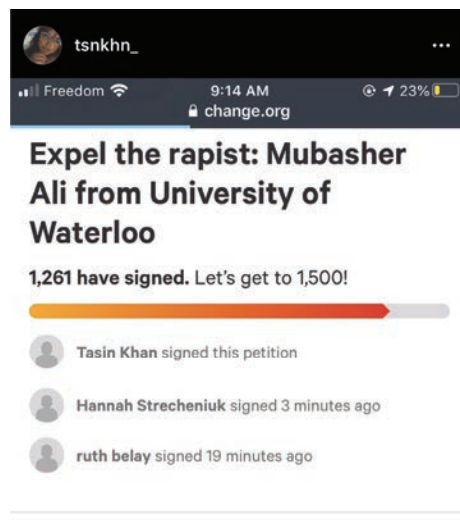 tsnkhn_
Freedom 9:14 AM 23%
change.org
Expel the rapist: Mubasher
Ali from University of
Waterloo
1,261 have signed. Let's get to 1,500!
Tasin Khan signed this petition
Hannah Strecheniuk signed 3 minutes ago
ruth belay signed 19 minutes ago